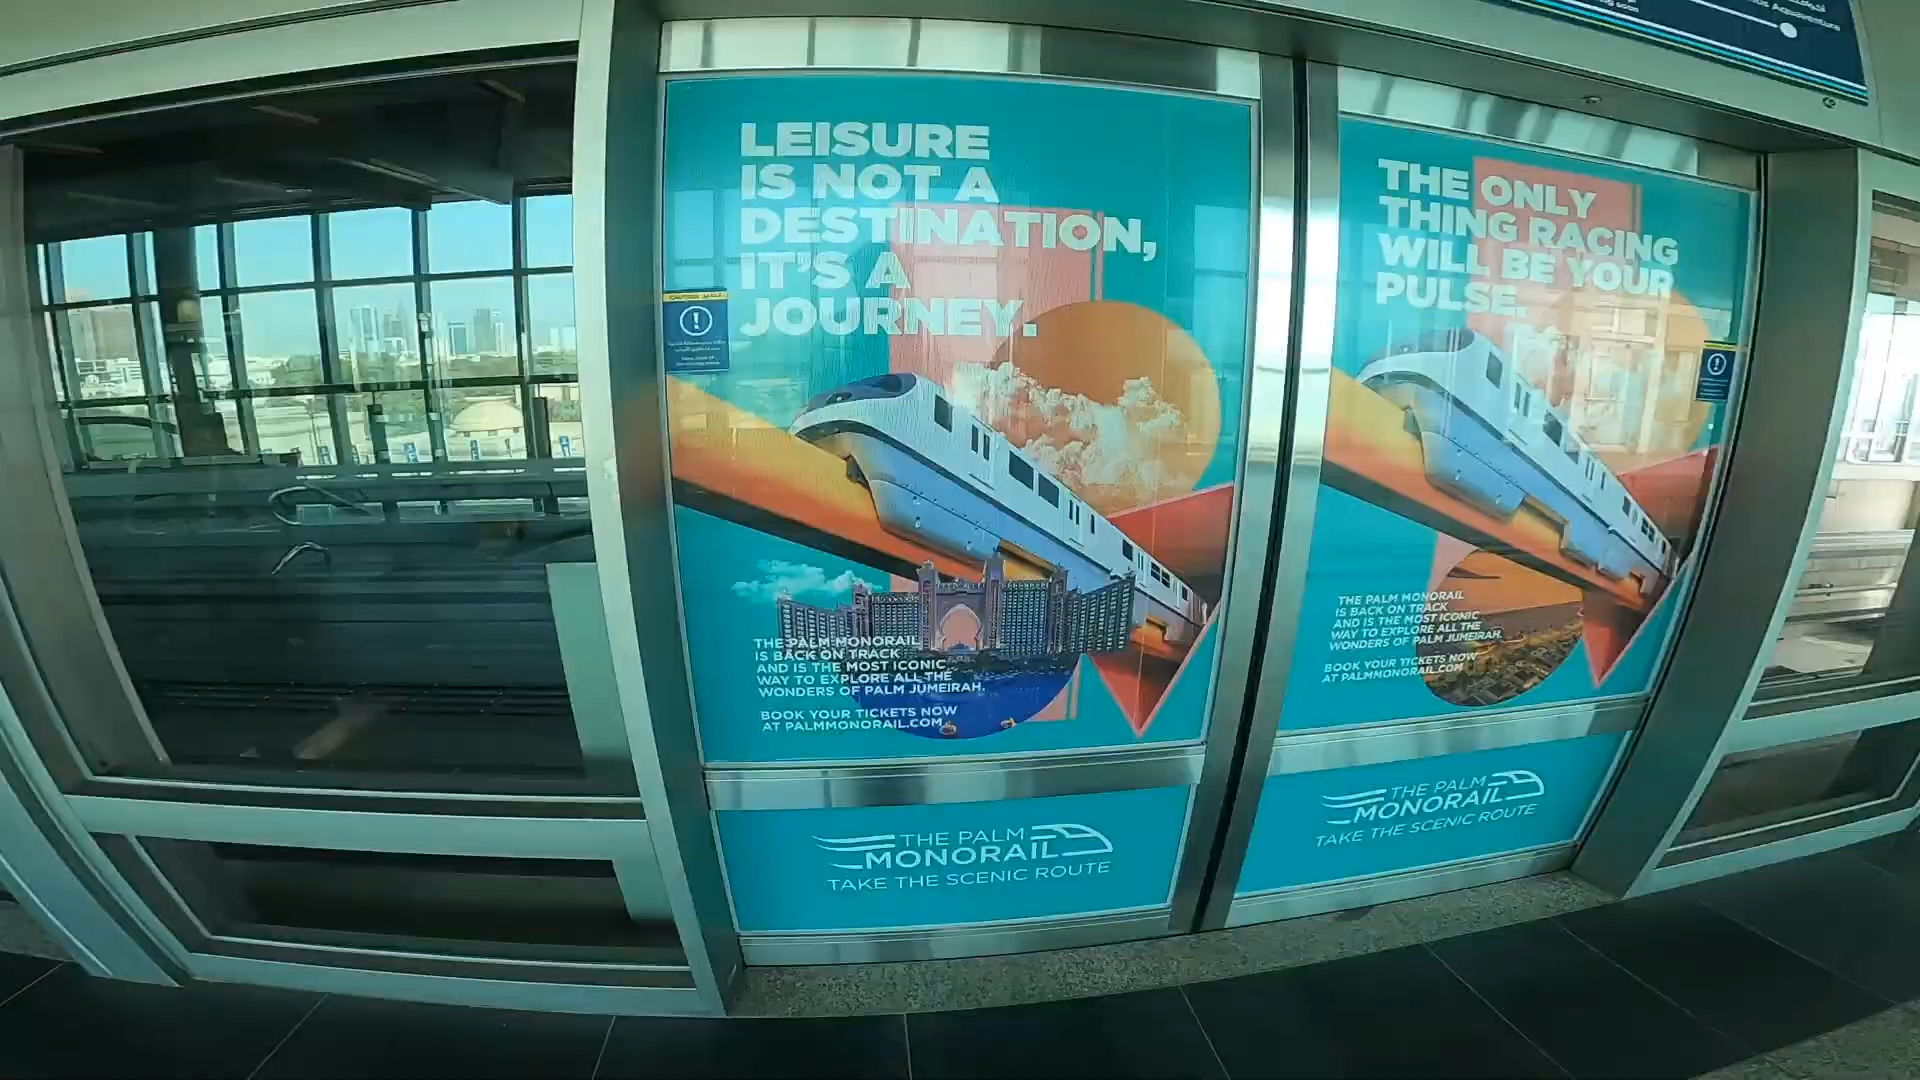 LEISURE
IS NOT A
DESTINATION,
IT'S A
JOURNEY.
THE PALM MONORAIL
IS BACK ON TRACK
AND IS THE MOST ICONIC
WAY TO EXPLORE ALL THE
WONDERS OF PALM JUMEIRAH.
BOOK YOUR TICKETS NOW
AT PALMMONORAIL.COM
THE PALM
MONORAIL
TAKE THE SCENIC ROUTE
THE ONLY
THING RACING
WILL BE YOUR
PULSE.
THE PALM MONORAIL
IS BACK ON TRACK
AND IS THE MOST ICONIC
WAY TO EXPLORE ALL THE
WONDERS OF PALM JUMEIRAH.
BOOK YOUR TICKETS NOW
AT PALMMONORAIL.COM
THE PALM
MONORAIL
TAKE THE SCENIC ROUTE